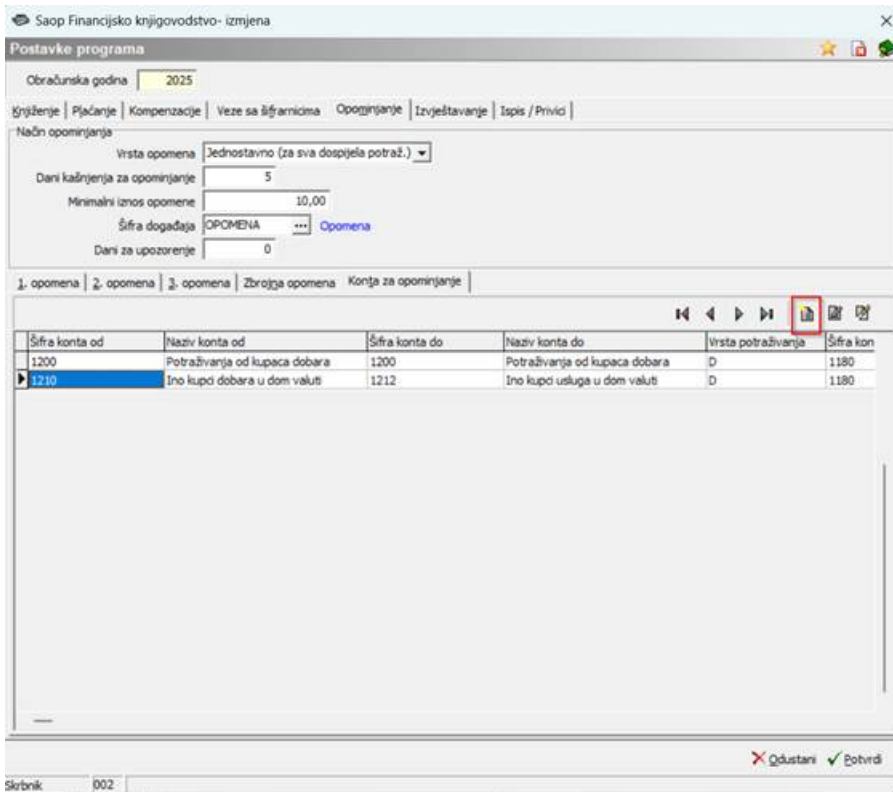 Saop Financijsko knjigovodstvo- izmjena
Postavke programa
Obračunska godina 2025
Knjiženje | Plaćanje | Kompenzacije | Veze sa šiframicima | Opominjanje | Izvještavanje | Ispis / Privici
Način opominjanja
Vrsta opomena Jednostavno (za sva dospijela potraž.)
Dani kašnjenja za opominjanje 5
Minimalni iznos opomene 10,00
Šifra događaja OPOMENA ... Opomena
Dani za upozorenje 0
1. opomena | 2. opomena | 3. opomena | Zbrojna opomena | Konta za opominjanje
Šifra konta od Naziv konta od Šifra konta do Naziv konta do Vrsta potraživanja Šifra kon
1200 Potraživanja od kupaca dobara 1200 Potraživanja od kupaca dobara D 1180
1210 Ino kupci dobara u dom valuti 1212 Ino kupci usluga u dom valuti D 1180
Odustani Potvrdi
Skrbnik 002